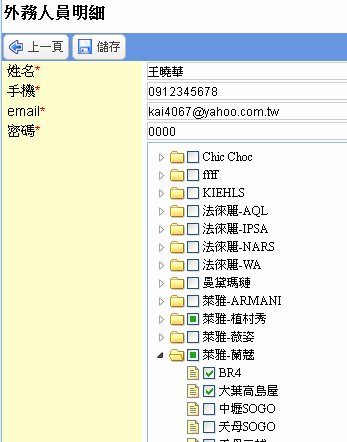 外務人員明細
上一頁 儲存
姓名* 王曉華
手機* 0912345678
email* kai4067@yahoo.com.tw
密碼* 0000
Chic Choc
ffff
KIEHLS
法徠麗-AQL
法徠麗-IPSA
法徠麗-NARS
法徠麗-WA
曼黛瑪璉
萊雅-ARMANI
萊雅-植村秀
萊雅-薇姿
萊雅-蘭蔻
BR4
大葉高島屋
中壢SOGO
天母SOGO